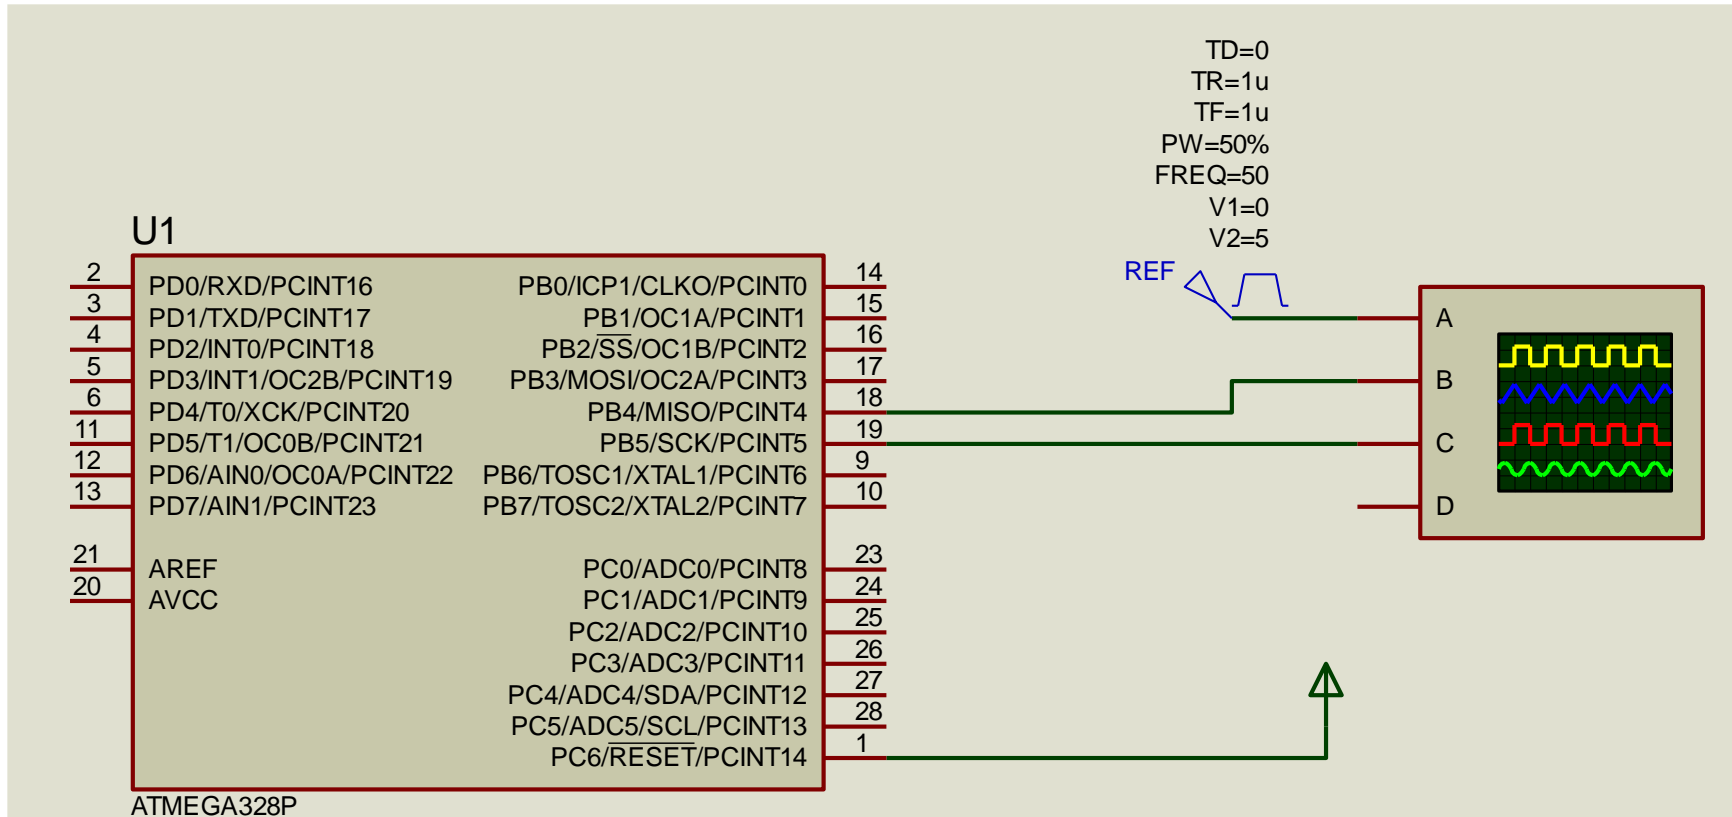 TD=0
TR=1u
TF=1u
PW=50%
FREQ=50
V1=0
V2=5
REF
U1
2 PD0/RXD/PCINT16 PB0/ICP1/CLKO/PCINT0 14
3 PD1/TXD/PCINT17 PB1/OC1A/PCINT1 15
4 PD2/INT0/PCINT18 PB2/SS/OC1B/PCINT2 16
5 PD3/INT1/OC2B/PCINT19 PB3/MOSI/OC2A/PCINT3 17
6 PD4/T0/XCK/PCINT20 PB4/MISO/PCINT4 18
11 PD5/T1/OC0B/PCINT21 PB5/SCK/PCINT5 19
12 PD6/AIN0/OC0A/PCINT22 PB6/TOSC1/XTAL1/PCINT6 9
13 PD7/AIN1/PCINT23 PB7/TOSC2/XTAL2/PCINT7 10
21 AREF PC0/ADC0/PCINT8 23
20 AVCC PC1/ADC1/PCINT9 24
PC2/ADC2/PCINT10 25
PC3/ADC3/PCINT11 26
PC4/ADC4/SDA/PCINT12 27
PC5/ADC5/SCL/PCINT13 28
PC6/RESET/PCINT14 1
ATMEGA328P
A
B
C
D